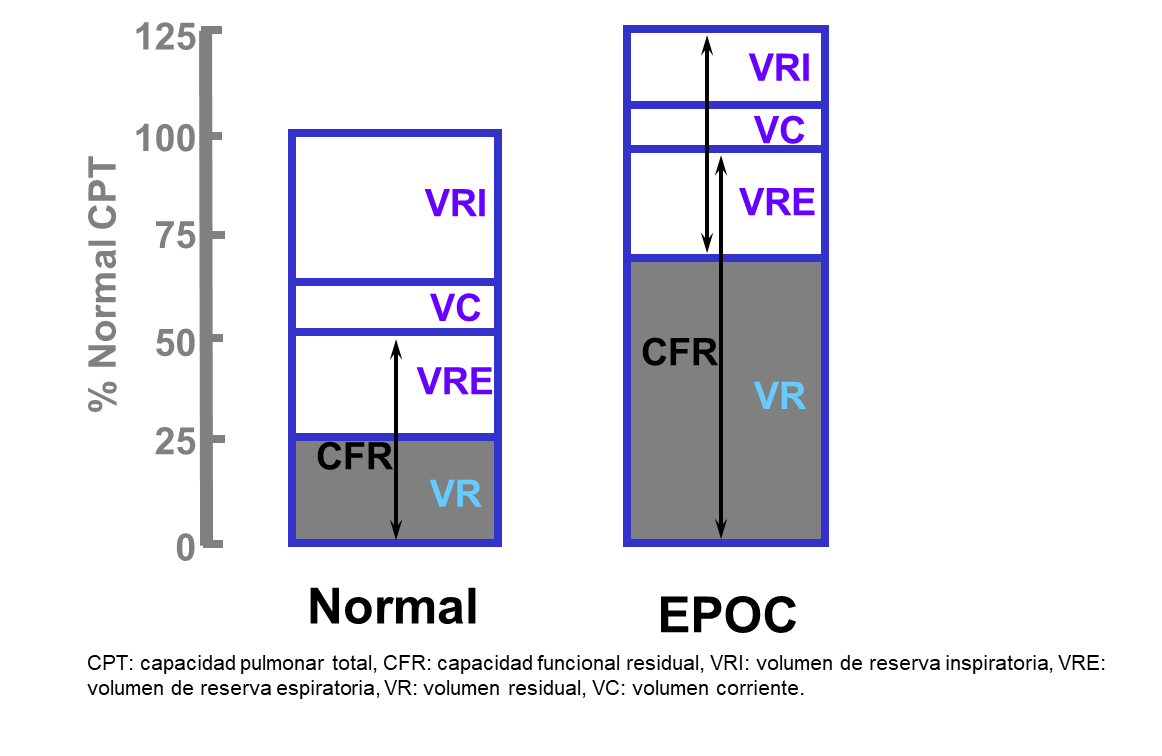 % Normal CPT
125
100
75
50
25
0
VRI
VC
VRE
CFR
VR
Normal
VRI
VC
VRE
CFR
VR
EPOC
CPT: capacidad pulmonar total, CFR: capacidad funcional residual, VRI: volumen de reserva inspiratoria, VRE:
volumen de reserva espiratoria, VR: volumen residual, VC: volumen corriente.